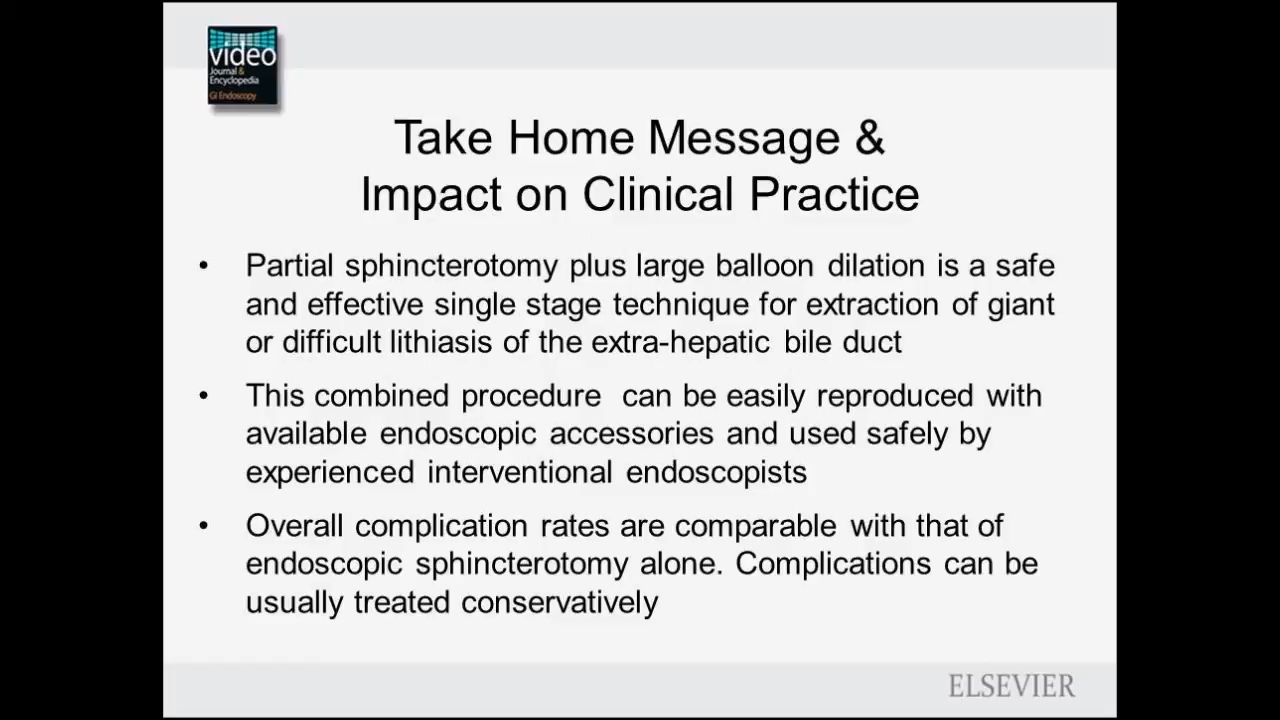 video
Journal &
Encyclopedia
GI Endoscopy
Take Home Message &
Impact on Clinical Practice
• Partial sphincterotomy plus large balloon dilation is a safe
and effective single stage technique for extraction of giant
or difficult lithiasis of the extra-hepatic bile duct
• This combined procedure can be easily reproduced with
available endoscopic accessories and used safely by
experienced interventional endoscopists
• Overall complication rates are comparable with that of
endoscopic sphincterotomy alone. Complications can be
usually treated conservatively
ELSEVIER